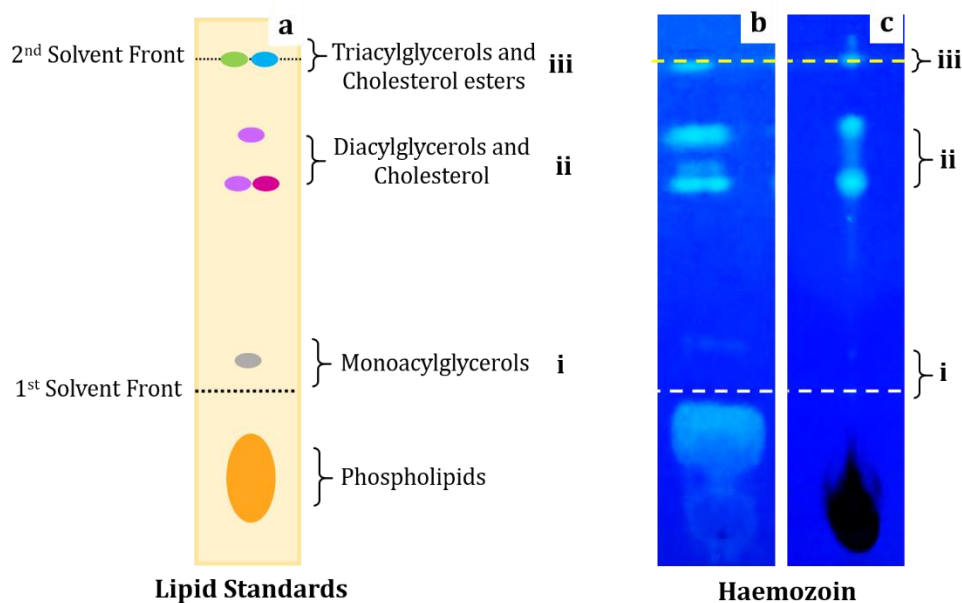 a
2nd Solvent Front
Triacylglycerols and
Cholesterol esters
iii
Diacylglycerols and
Cholesterol
ii
Monoacylglycerols
i
1st Solvent Front
Phospholipids
Lipid Standards
b
c
iii
ii
i
Haemozoin